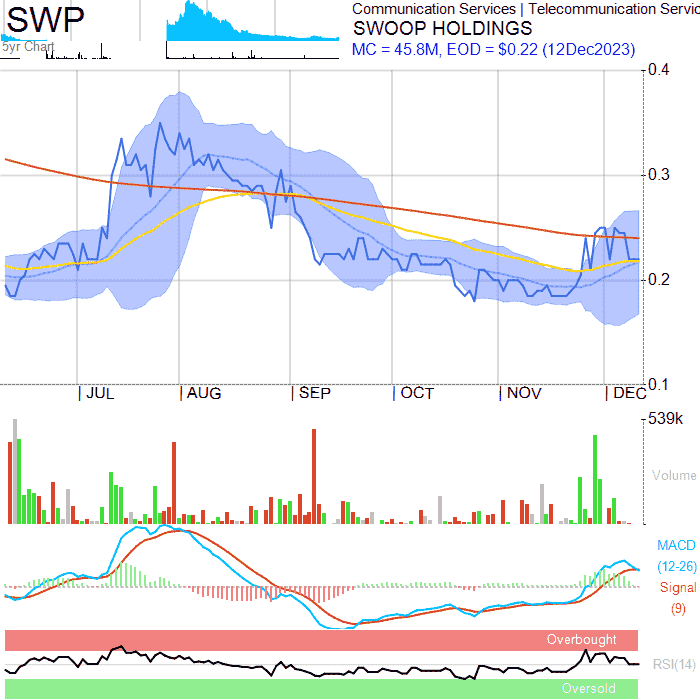 SWP
5yr Chart
Communication Services | Telecommunication Servic
SWOOP HOLDINGS
MC = 45.8M, EOD = $0.22 (12Dec2023)
0.4
0.3
0.2
0.1
| JUL | AUG | SEP | OCT | NOV | DEC
539k
Volume
MACD
(12-26)
Signal
(9)
Overbought
RSI(14)
Oversold